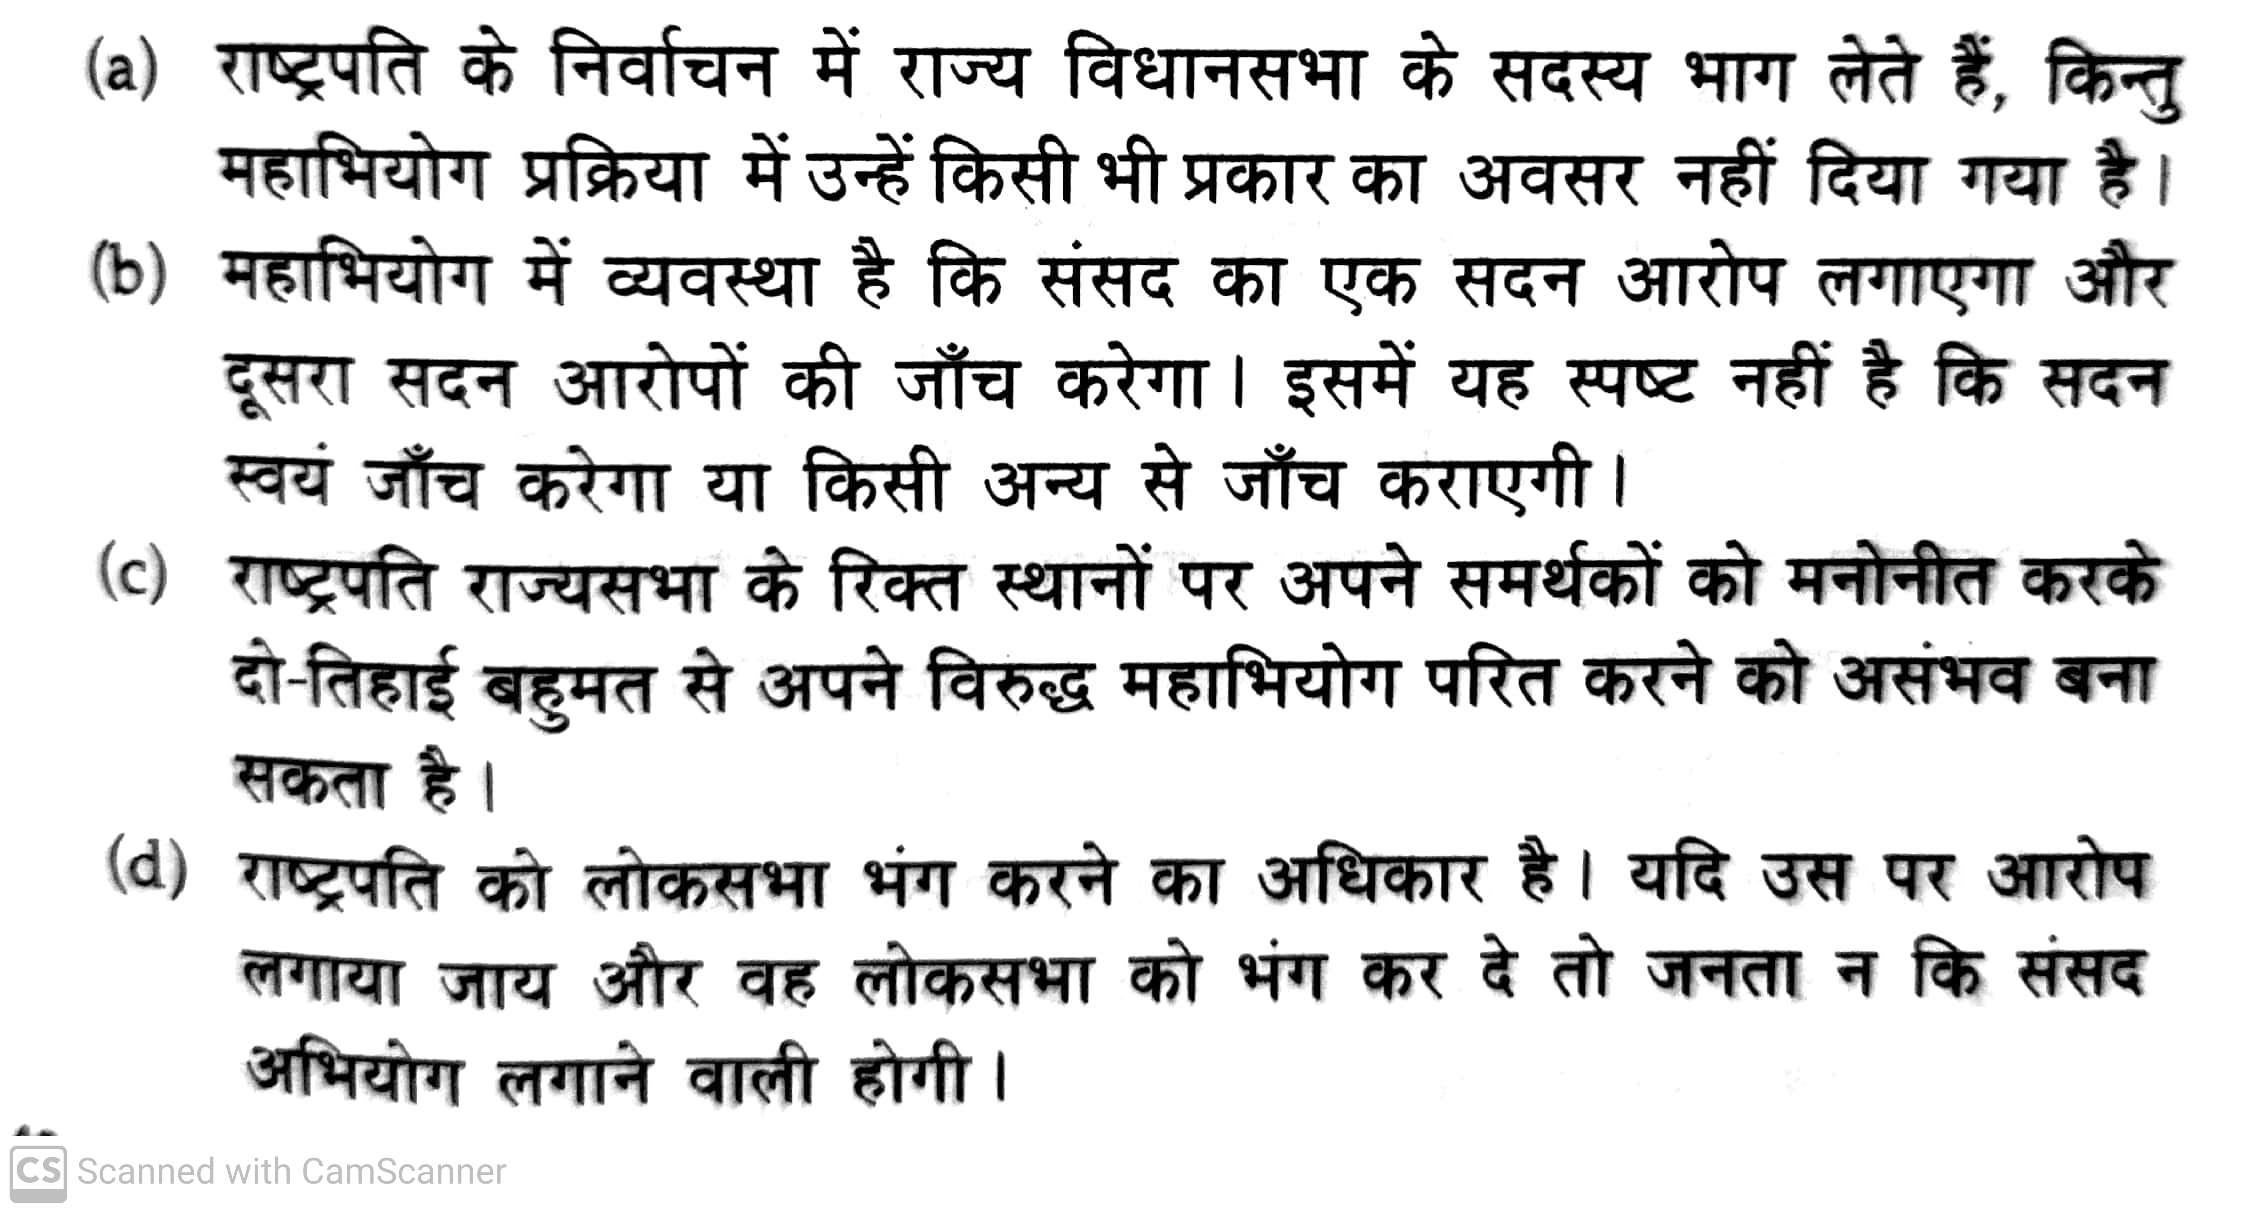 (a) राष्ट्रपति के निर्वाचन में राज्य विधानसभा के सदस्य भाग लेते हैं, किन्तु
महाभियोग प्रक्रिया में उन्हें किसी भी प्रकार का अवसर नहीं दिया गया है।
(b) महाभियोग में व्यवस्था है कि संसद का एक सदन आरोप लगाएगा और
दूसरा सदन आरोपों की जाँच करेगा। इसमें यह स्पष्ट नहीं है कि सदन
स्वयं जाँच करेगा या किसी अन्य से जाँच कराएगी।
(c) राष्ट्रपति राज्यसभा के रिक्त स्थानों पर अपने समर्थकों को मनोनीत करके
दो-तिहाई बहुमत से अपने विरुद्ध महाभियोग परित करने को असंभव बना
सकता है।
(d) राष्ट्रपति को लोकसभा भंग करने का अधिकार है। यदि उस पर आरोप
लगाया जाय और वह लोकसभा को भंग कर दे तो जनता न कि संसद
अभियोग लगाने वाली होगी।
CS Scanned with CamScanner